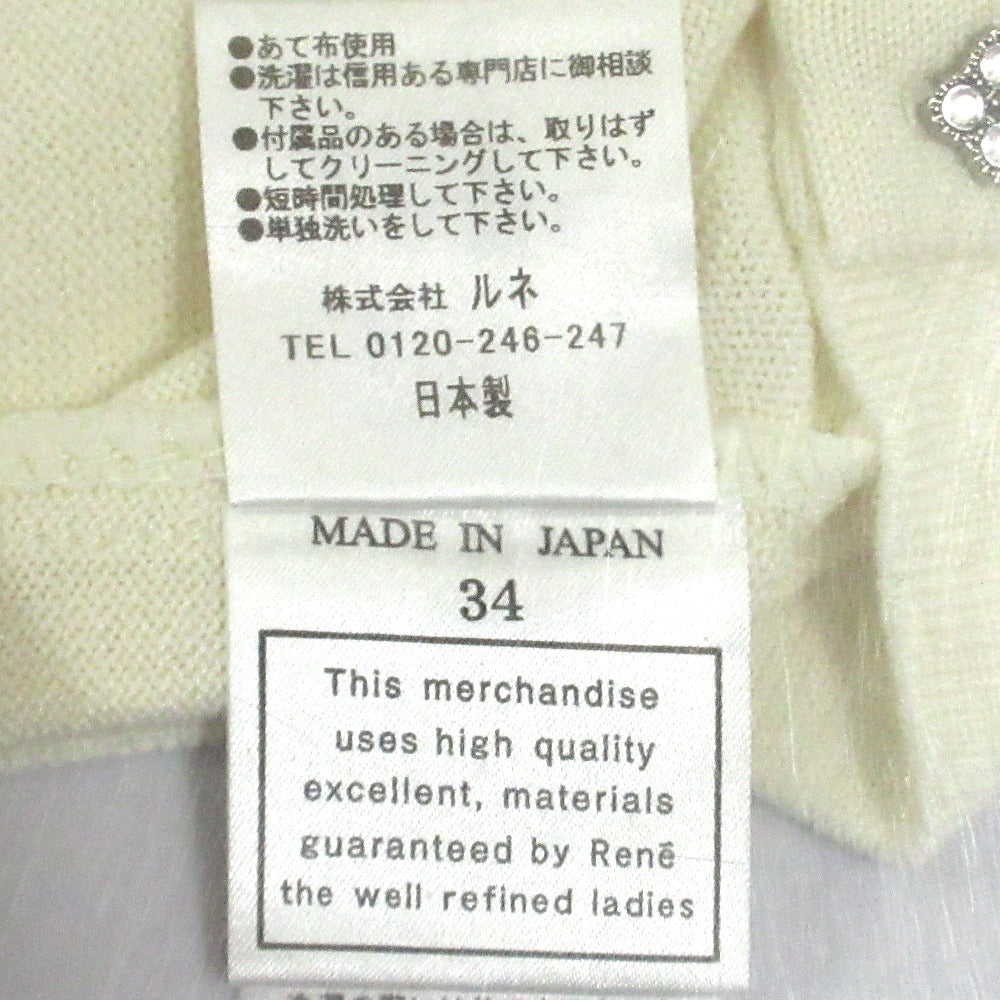 ●あて布使用
●洗濯は信用ある専門店に御相談
下さい。
●付属品のある場合は、取りはず
してクリーニングして下さい。
●短時間処理して下さい。
●単独洗いをして下さい。
株式会社 ルネ
TEL 0120-246-247
日本製
MADE IN JAPAN
34
This merchandise
uses high quality
excellent, materials
guaranteed by René
the well refined ladies